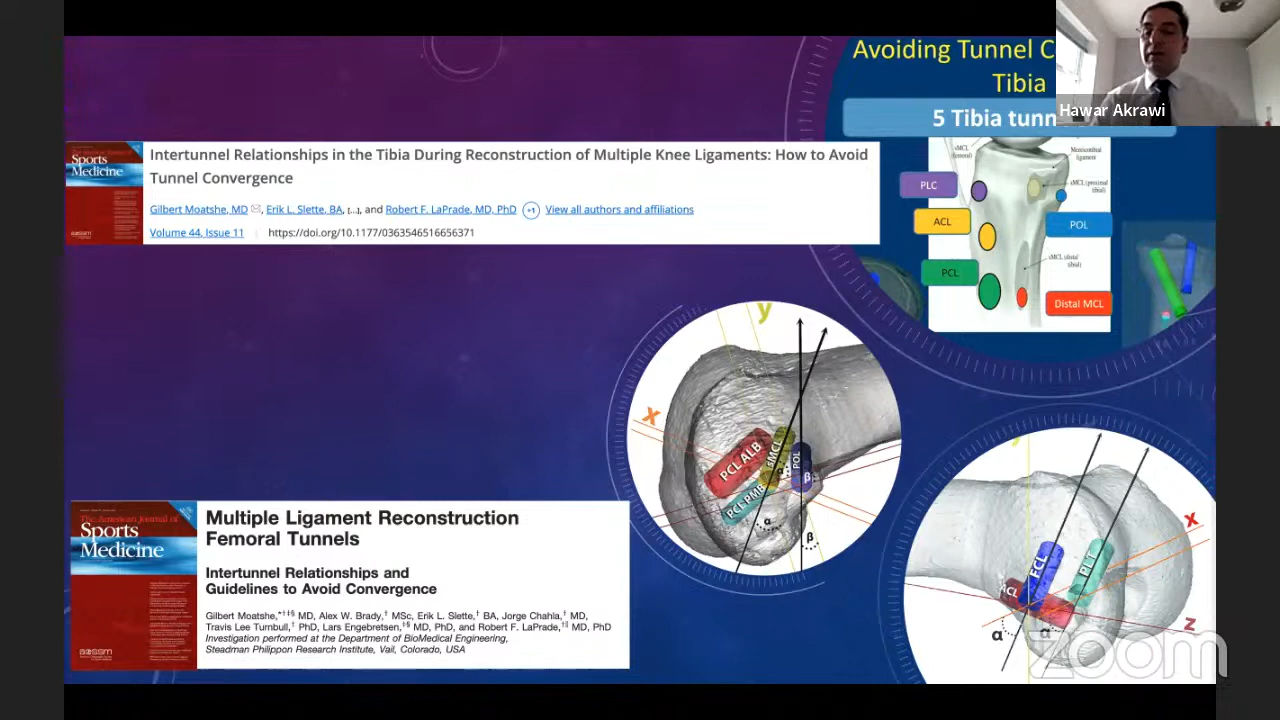 Avoiding Tunnel C
Tibia
Hawar Akrawi
5 Tibia tunn
Sports
Medicine
Intertunnel Relationships in the Tibia During Reconstruction of Multiple Knee Ligaments: How to Avoid
Tunnel Convergence
Gilbert Moatshe, MD ✉, Erik L. Slette, BA, [...], and Robert F. LaPrade, MD, PhD +1 View all authors and affiliations
Volume 44, Issue 11 https://doi.org/10.1177/0363546516656371
sMCL
(femoral)
Meniscotibial
ligament
sMCL (proximal
tibial)
PLC
ACL
POL
sMCL (distal
tibial)
PCL
Distal MCL
y
x
PCL ALB
sMCL
POL
PCL PMB
β
α
β
The American Journal of
Sports
Medicine
Multiple Ligament Reconstruction
Femoral Tunnels
Intertunnel Relationships and
Guidelines to Avoid Convergence
Gilbert Moatshe,*†‡§ MD, Alex W. Brady,† MSc, Erik L. Slette,† BA, Jorge Chahla,† MD,
Travis Lee Turnbull,† PhD, Lars Engebretsen,‡§ MD, PhD, and Robert F. LaPrade,†‖ MD, PhD
Investigation performed at the Department of BioMedical Engineering,
Steadman Philippon Research Institute, Vail, Colorado, USA
x
PLT
z
α
α
zoom